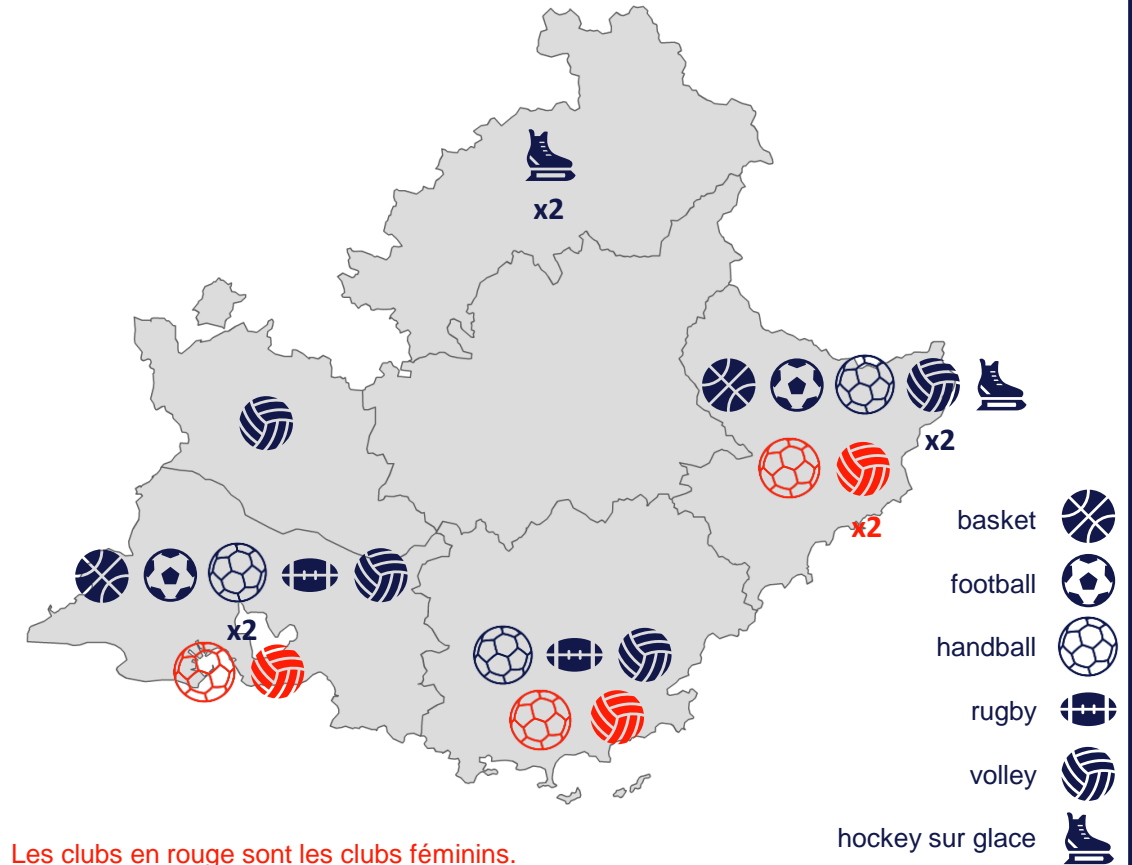 x2
x2
x2
x2
basket
football
handball
rugby
volley
hockey sur glace
Les clubs en rouge sont les clubs féminins.